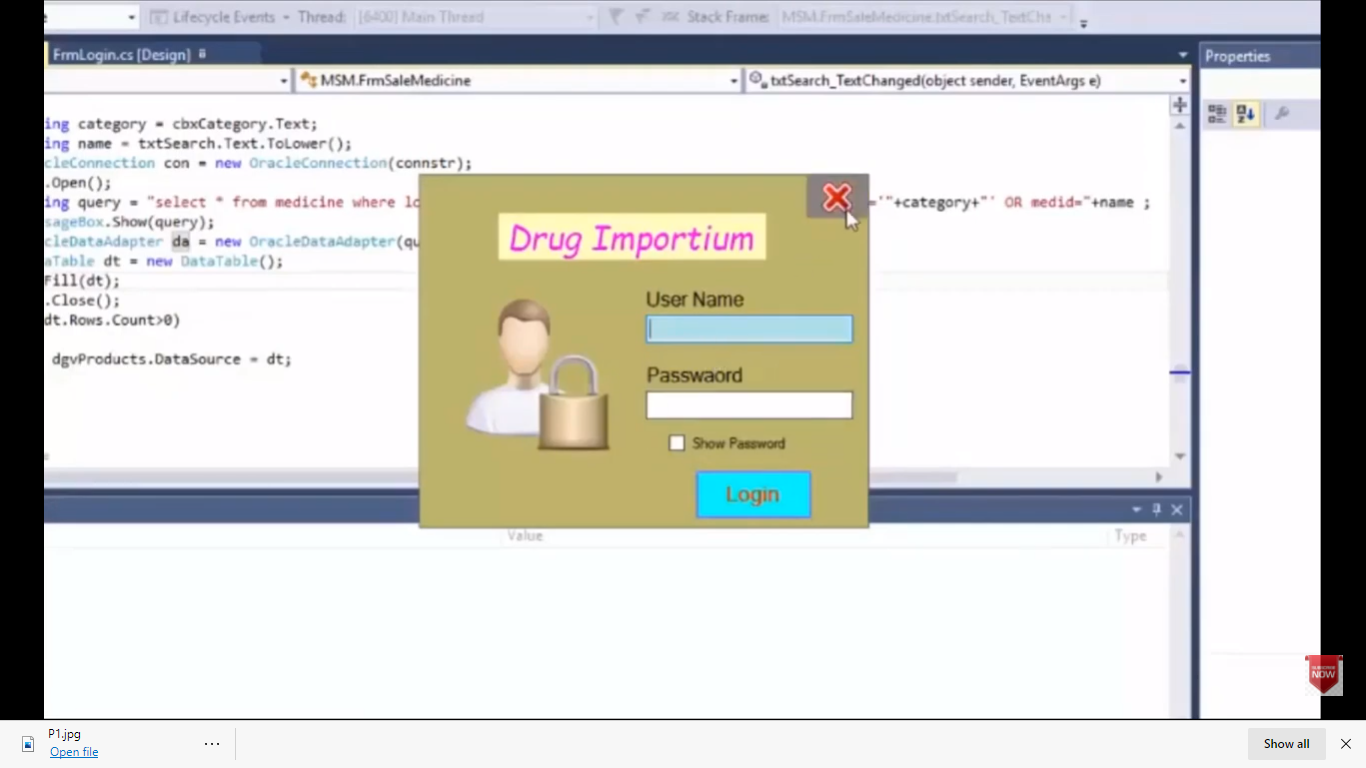 Lifecycle Events Thread: [6400] Main Thread Stack Frame: MSM.FrmSaleMedicine.txtSearch_TextCha
FrmLogin.cs [Design]
Properties
MSM.FrmSaleMedicine
txtSearch_TextChanged(object sender, EventArgs e)
ing category = cbxCategory.Text;
ing name = txtSearch.Text.ToLower();
cleConnection con = new OracleConnection(connstr);
.Open();
ing query = "select * from medicine where lo
='"+category+"' OR medid="+name ;
sageBox.Show(query);
cleDataAdapter da = new OracleDataAdapter(qu
aTable dt = new DataTable();
Fill(dt);
.Close();
dt.Rows.Count>0)
dgvProducts.DataSource = dt;
Drug Importium
User Name
Passwaord
Show Password
Login
Value
Type
SUBSCRIBE
NOW
P1.jpg
Open file
Show all